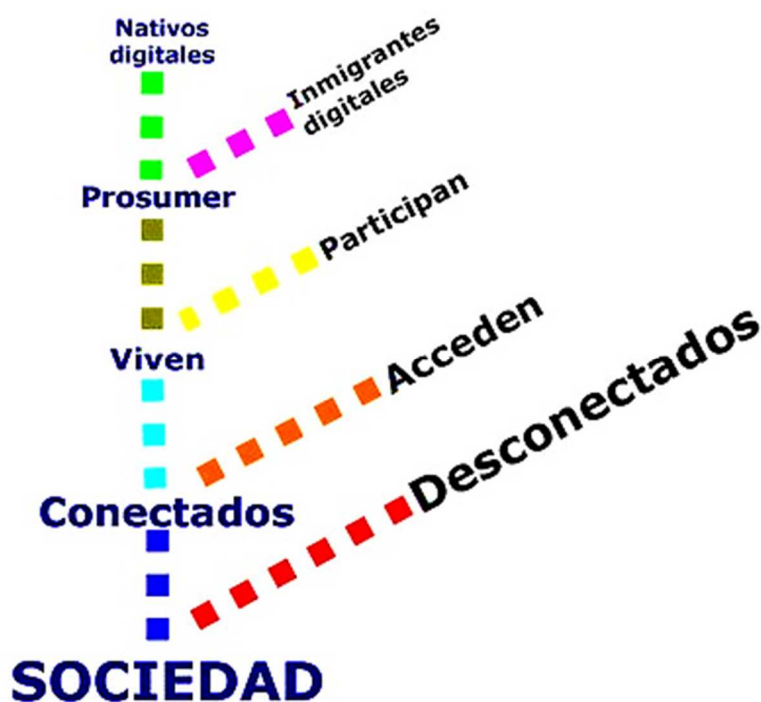 Nativos
digitales
Inmigrantes
digitales
Prosumer
Participan
Viven
Acceden
Desconectados
Conectados
SOCIEDAD